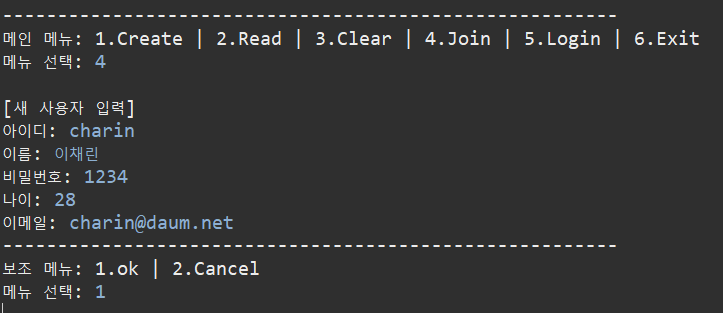 --------------------------------------------------------
메인 메뉴: 1.Create | 2.Read | 3.Clear | 4.Join | 5.Login | 6.Exit
메뉴 선택: 4
[새 사용자 입력]
아이디: charin
이름: 이채린
비밀번호: 1234
나이: 28
이메일: charin@daum.net
--------------------------------------------------------
보조 메뉴: 1.ok | 2.Cancel
메뉴 선택: 1